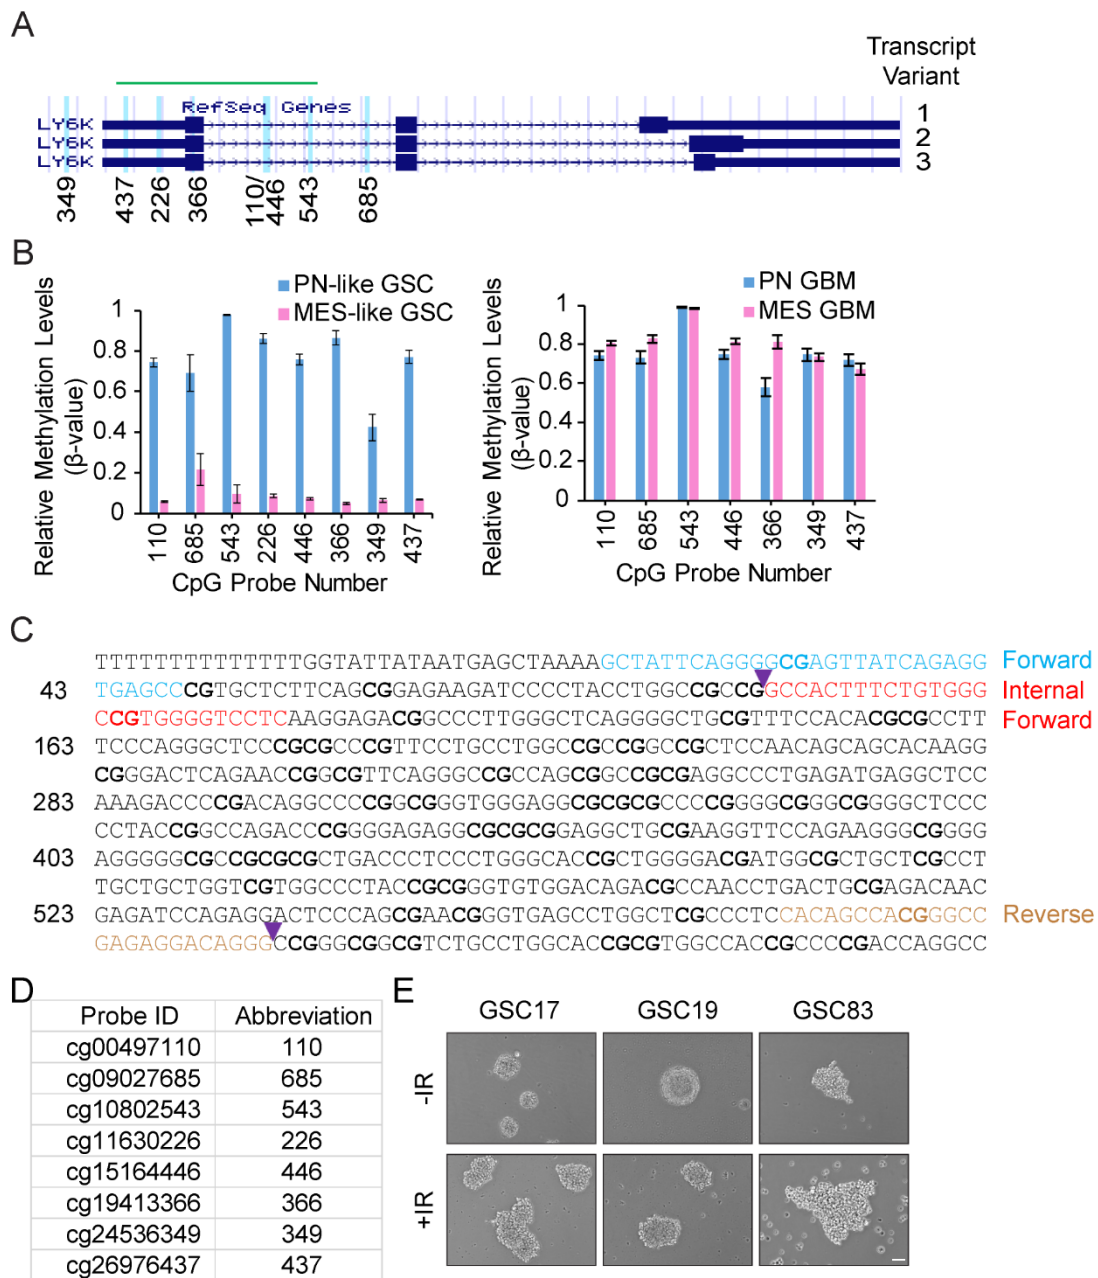 A
Transcript
Variant
RefSeq Genes
LY6K 1
LY6K 2
LY6K 3
349 437 226 366 110/446 543 685
B
PN-like GSC
MES-like GSC
Relative Methylation Levels
(β-value)
1
0.8
0.6
0.4
0.2
0
110 685 543 226 446 366 349 437
CpG Probe Number
PN GBM
MES GBM
Relative Methylation Levels
(β-value)
1
0.8
0.6
0.4
0.2
0
110 685 543 446 366 349 437
CpG Probe Number
C
TTTTTTTTTTTTTTGGTATTATAATGAGCTAAAAGCTATTCAGGGGCGAGTTATCAGAGG Forward
43 TGAGCCCGTGCTCTTCAGCGGAGAAGATCCCCTACCTGGCCGCCGGCCACTTTCTGTGGG Internal
CCGTGGGGTCCTCAAGGAGACGGCCCTTGGGCTCAGGGGCTGCGTTTCCACACGCGCCTT Forward
163 TCCCAGGGCTCCCGCGCCCGTTCCTGCCTGGCCGCCGGCCGCTCCAACAGCAGCACAAGG
CGGGACTCAGAACCGGCGTTCAGGGCCGCCAGCGGCCGCGAGGCCCTGAGATGAGGCTCC
283 AAAGACCCCGACAGGCCCCGGCGGGTGGGAGGCGCGCGCCCCGGGGCGGGCGGGGCTCCC
CCTACCGGCCAGACCCGGGGAGAGGCGCGCGGAGGCTGCGAAGGTTCCAGAAGGGCGGGG
403 AGGGGGCGCCGCGCGCTGACCCTCCCTGGGCACCGCTGGGGACGATGGCGCTGCTCGCCT
TGCTGCTGGTCGTGGCCCTACCGCGGGTGTGGACAGACGCCAACCTGACTGCGAGACAAC
523 GAGATCCAGAGGACTCCCAGCGAACGGGTGAGCCTGGCTCGCCCTCCACAGCCACGGGCC Reverse
GAGAGGACAGGGCCGGGCGGCGTCTGCCTGGCACCGCGTGGCCACCGCCCCGACCAGGCC
D
Probe ID Abbreviation
cg00497110 110
cg09027685 685
cg10802543 543
cg11630226 226
cg15164446 446
cg19413366 366
cg24536349 349
cg26976437 437
E
GSC17 GSC19 GSC83
-IR
+IR